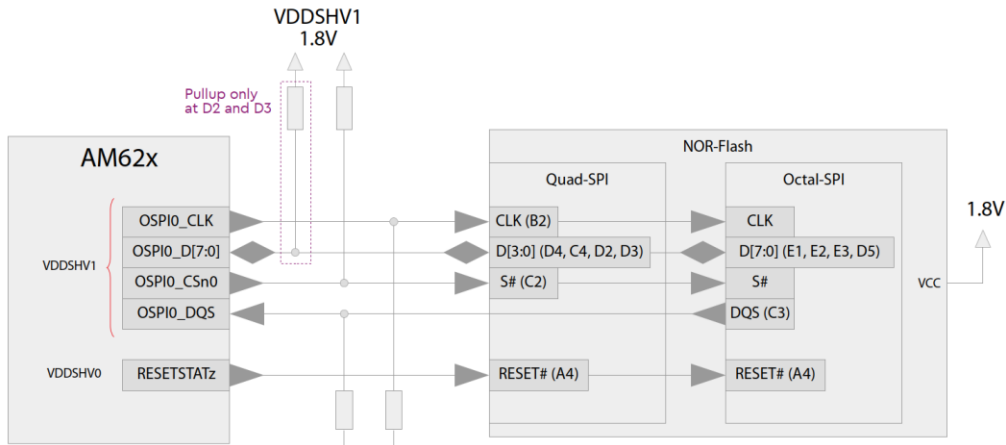 VDDSHV1
1.8V
Pullup only
at D2 and D3
AM62x
NOR-Flash
Quad-SPI
Octal-SPI
1.8V
OSPI0_CLK
CLK (B2)
CLK
OSPI0_D[7:0]
D[3:0] (D4, C4, D2, D3)
D[7:0] (E1, E2, E3, D5)
VDDSHV1
OSPI0_CSn0
S# (C2)
S#
VCC
OSPI0_DQS
DQS (C3)
VDDSHV0
RESETSTATz
RESET# (A4)
RESET# (A4)